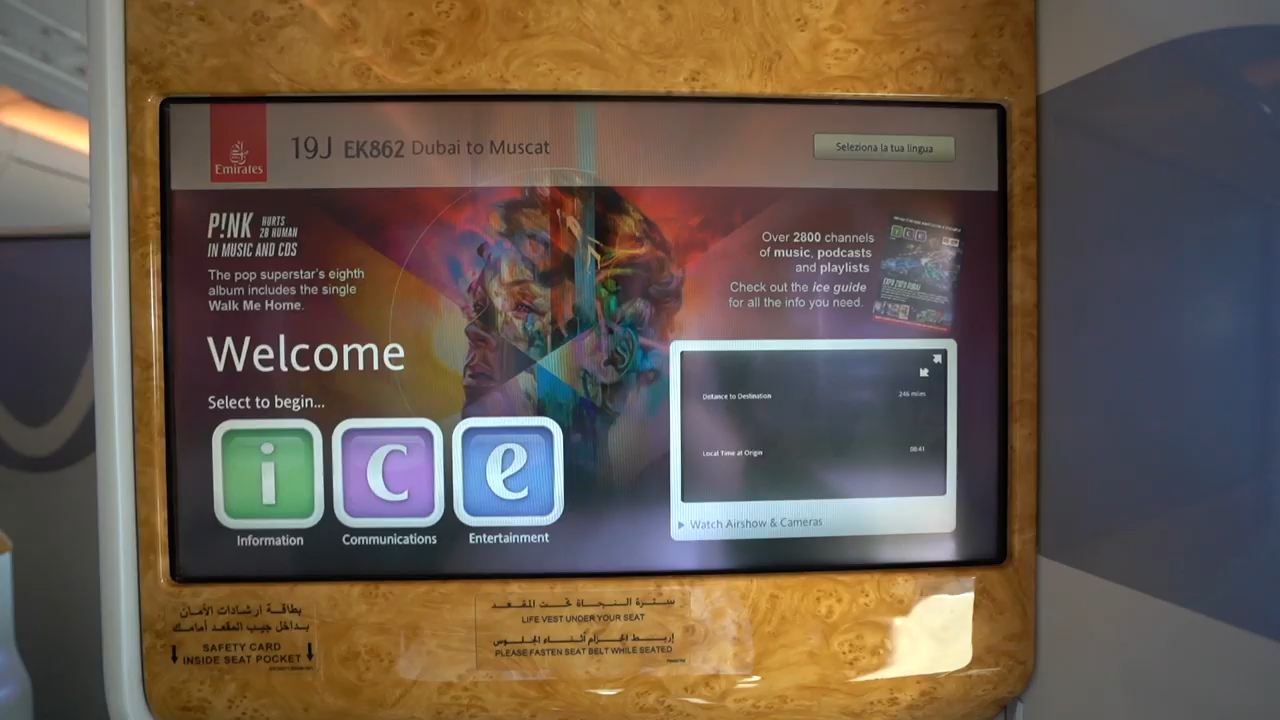 Emirates
19J EK862 Dubai to Muscat
Seleziona la tua lingua
P!NK HURTS
2B HUMAN
IN MUSIC AND CDS
The pop superstar's eighth
album includes the single
Walk Me Home.
Over 2800 channels
of music, podcasts
and playlists
Check out the ice guide
for all the info you need.
ice
EXPO 2020 DUBAI
Welcome
Select to begin...
i
c
e
Information
Communications
Entertainment
Distance to Destination 246 miles
Local Time at Origin 08:41
Watch Airshow & Cameras
بطاقة ارشادات الأمان
بداخل جيب المقعد أمامك
SAFETY CARD
INSIDE SEAT POCKET
سترة النجاة تحت المقعد
LIFE VEST UNDER YOUR SEAT
إربط الحزام أثناء الجلوس
PLEASE FASTEN SEAT BELT WHILE SEATED